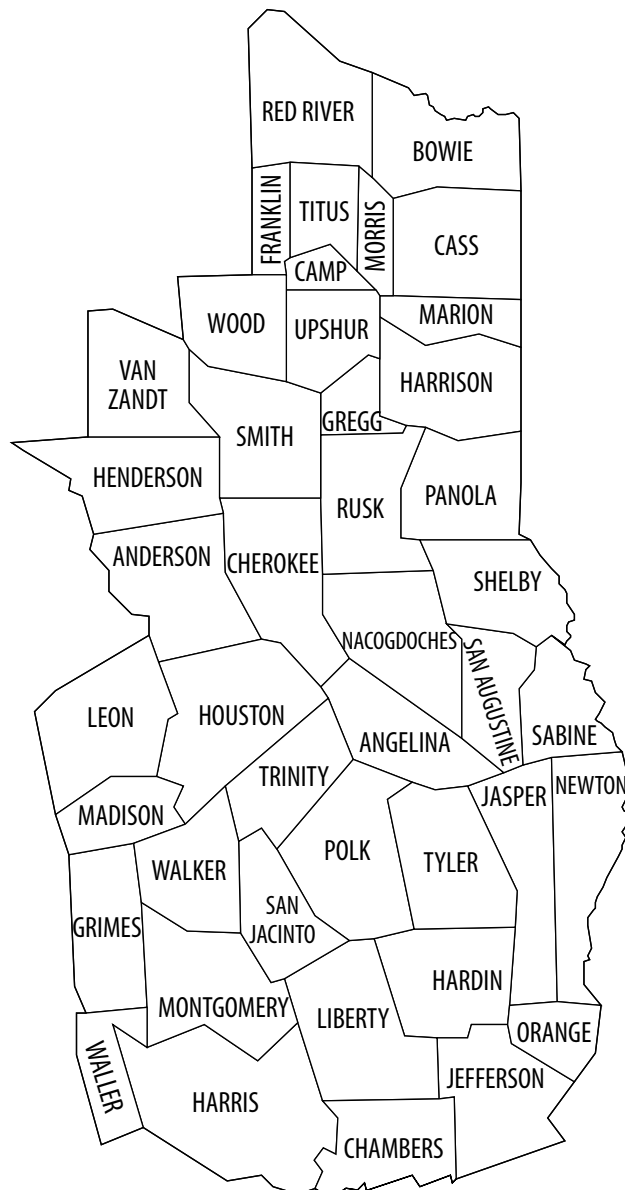 RED RIVER
BOWIE
FRANKLIN
TITUS
MORRIS
CASS
CAMP
WOOD
UPSHUR
MARION
VAN
ZANDT
HARRISON
SMITH
GREGG
HENDERSON
RUSK
PANOLA
ANDERSON
CHEROKEE
SHELBY
NACOGDOCHES
SAN AUGUSTINE
LEON
HOUSTON
ANGELINA
SABINE
TRINITY
JASPER
NEWTON
MADISON
POLK
TYLER
WALKER
SAN
JACINTO
GRIMES
HARDIN
MONTGOMERY
LIBERTY
ORANGE
WALLER
JEFFERSON
HARRIS
CHAMBERS